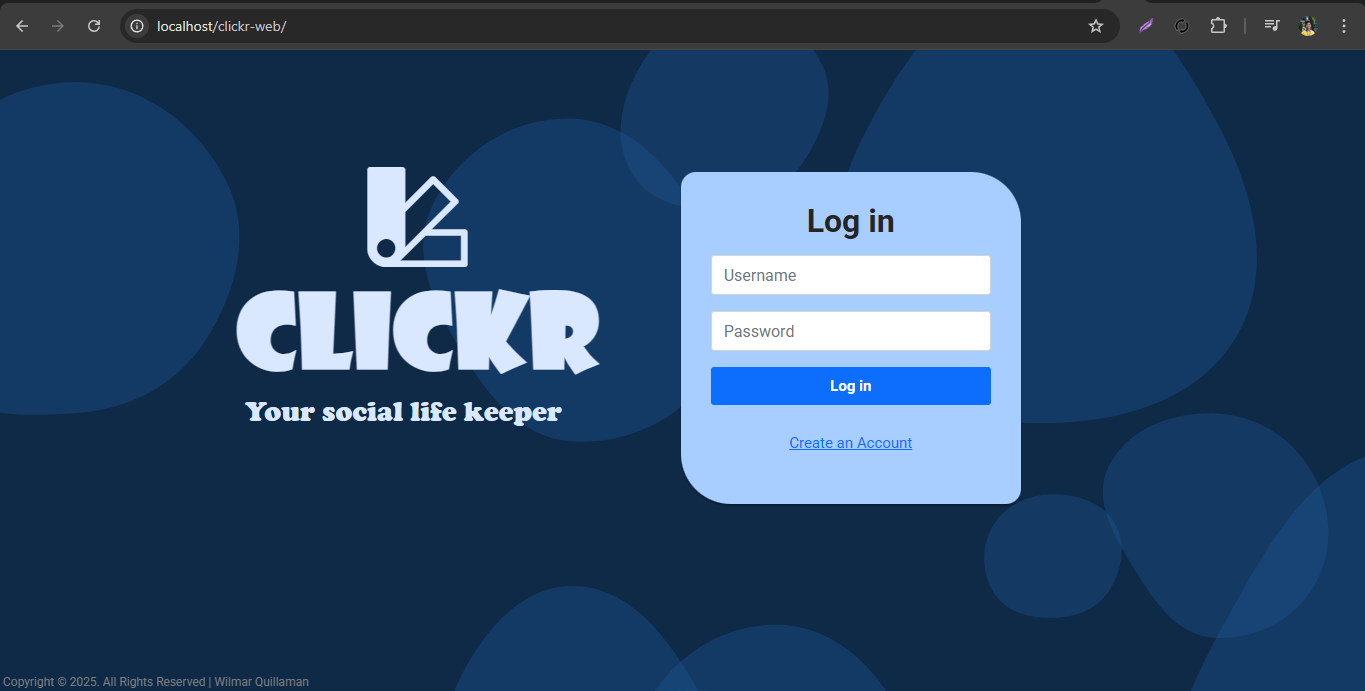 localhost/clickr-web/
CLICKR
Your social life keeper
Log in
Username
Password
Log in
Create an Account
Copyright © 2025. All Rights Reserved | Wilmar Quillaman